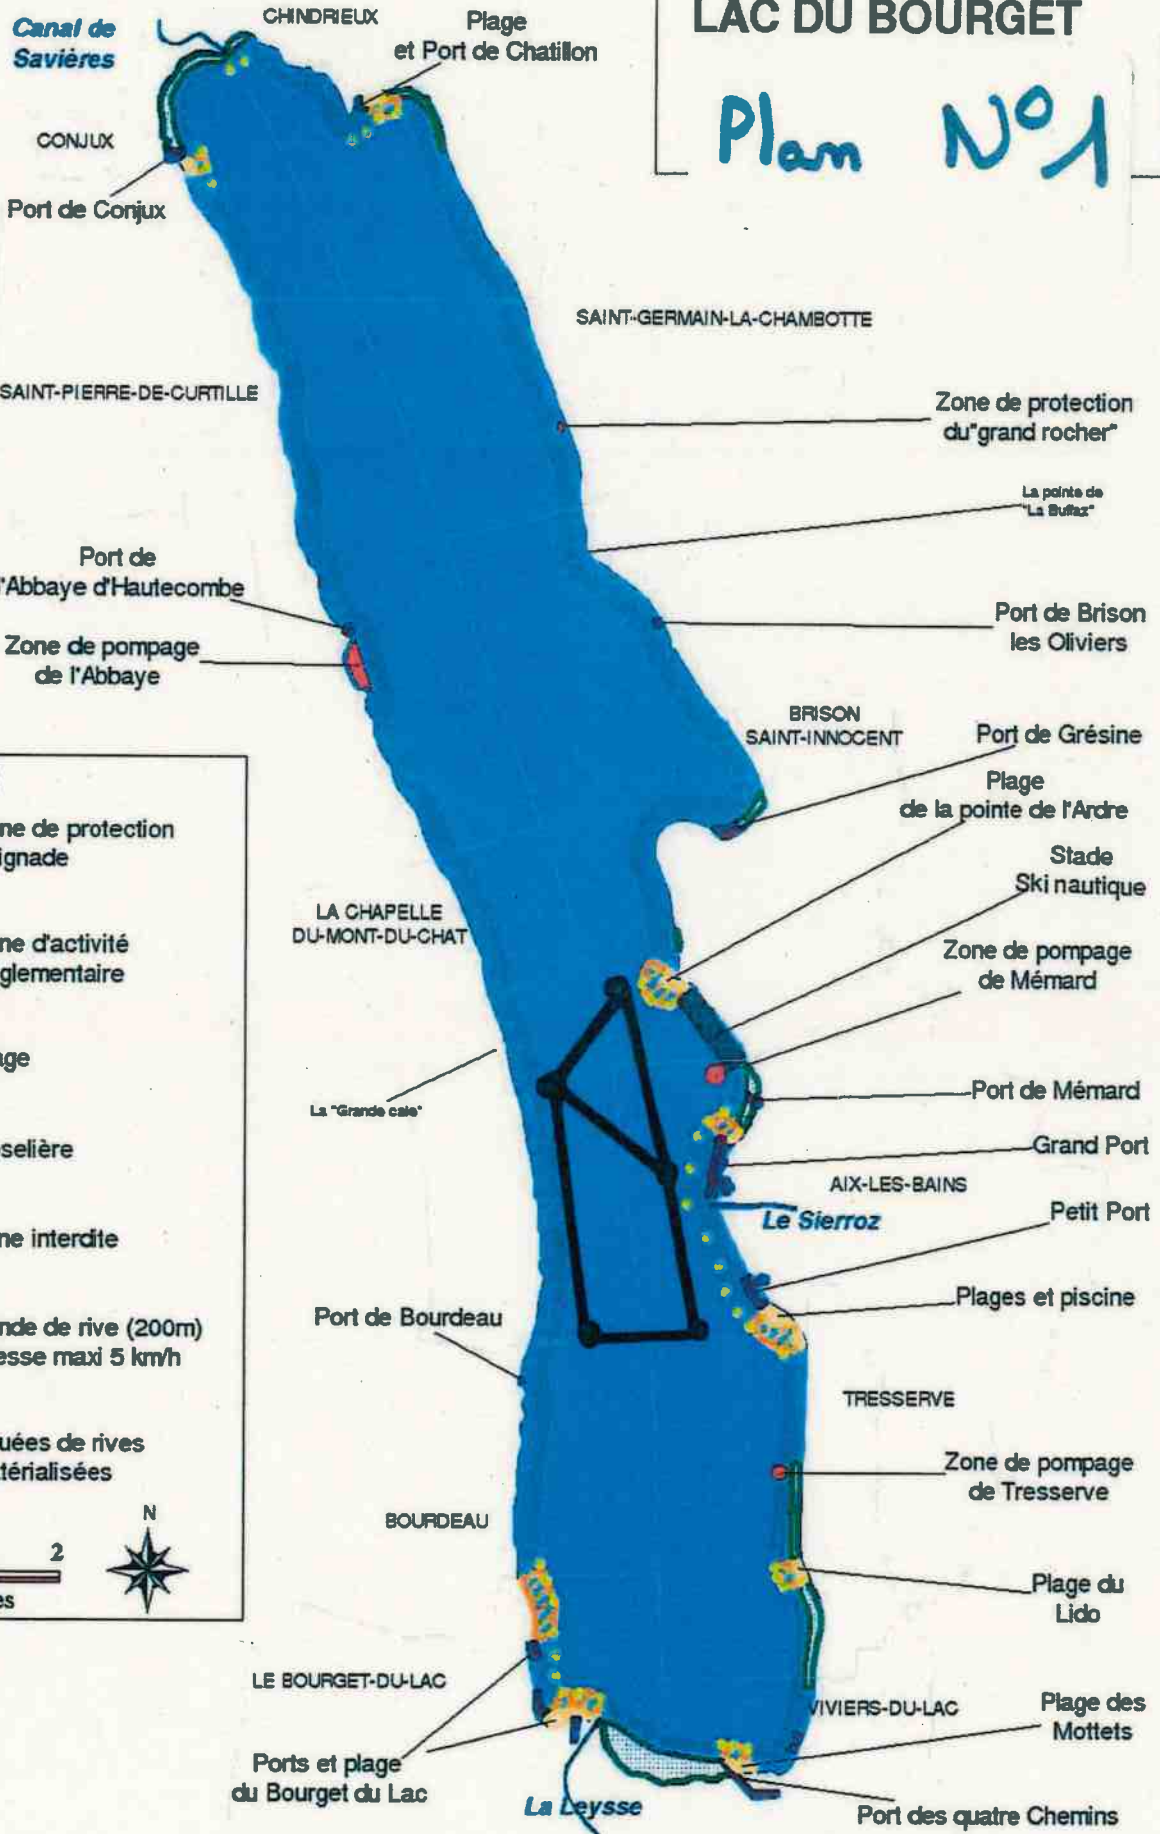 LAC DU BOURGET
Plan N°1
Canal de
Savières
CHINDRIEUX
Plage
et Port de Chatillon
CONJUX
Port de Conjux
SAINT-GERMAIN-LA-CHAMBOTTE
SAINT-PIERRE-DE-CURTILLE
Zone de protection
du"grand rocher"
La pointe de
"La Buffaz"
Port de
l'Abbaye d'Hautecombe
Zone de pompage
de l'Abbaye
Port de Brison
les Oliviers
BRISON
SAINT-INNOCENT
Port de Grésine
Plage
de la pointe de l'Ardre
Stade
Ski nautique
LA CHAPELLE
DU-MONT-DU-CHAT
Zone de pompage
de Mémard
La "Grande cale"
Port de Mémard
Grand Port
AIX-LES-BAINS
Le Sierroz
Petit Port
Plages et piscine
Port de Bourdeau
TRESSERVE
Zone de pompage
de Tresserve
BOURDEAU
Plage du
Lido
LE BOURGET-DU-LAC
VIVIERS-DU-LAC
Plage des
Mottets
Ports et plage
du Bourget du Lac
La Leysse
Port des quatre Chemins
ne de protection
ignade
ne d'activité
glementaire
age
selière
ne interdite
nde de rive (200m)
esse maxi 5 km/h
uées de rives
térialisées
N
2
es